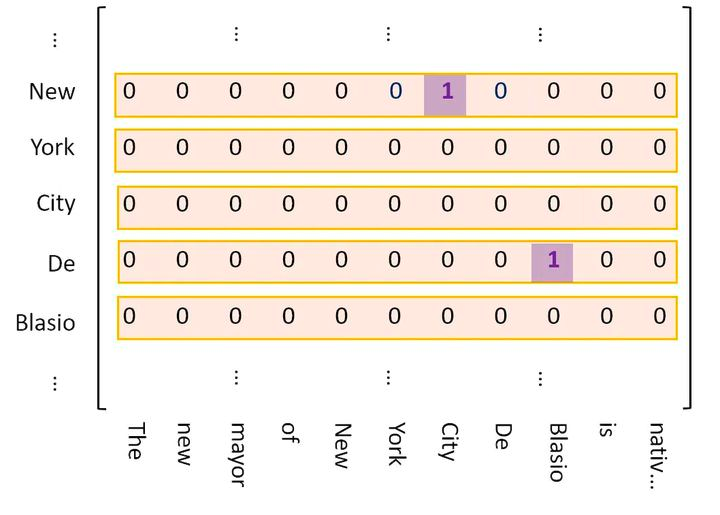 ⋮ ⋮ ⋮ ⋮
New 0 0 0 0 0 0 1 0 0 0 0
York 0 0 0 0 0 0 0 0 0 0 0
City 0 0 0 0 0 0 0 0 0 0 0
De 0 0 0 0 0 0 0 0 1 0 0
Blasio 0 0 0 0 0 0 0 0 0 0 0
⋮ ⋮ ⋮ ⋮
The new mayor of New York City De Blasio is nativ...